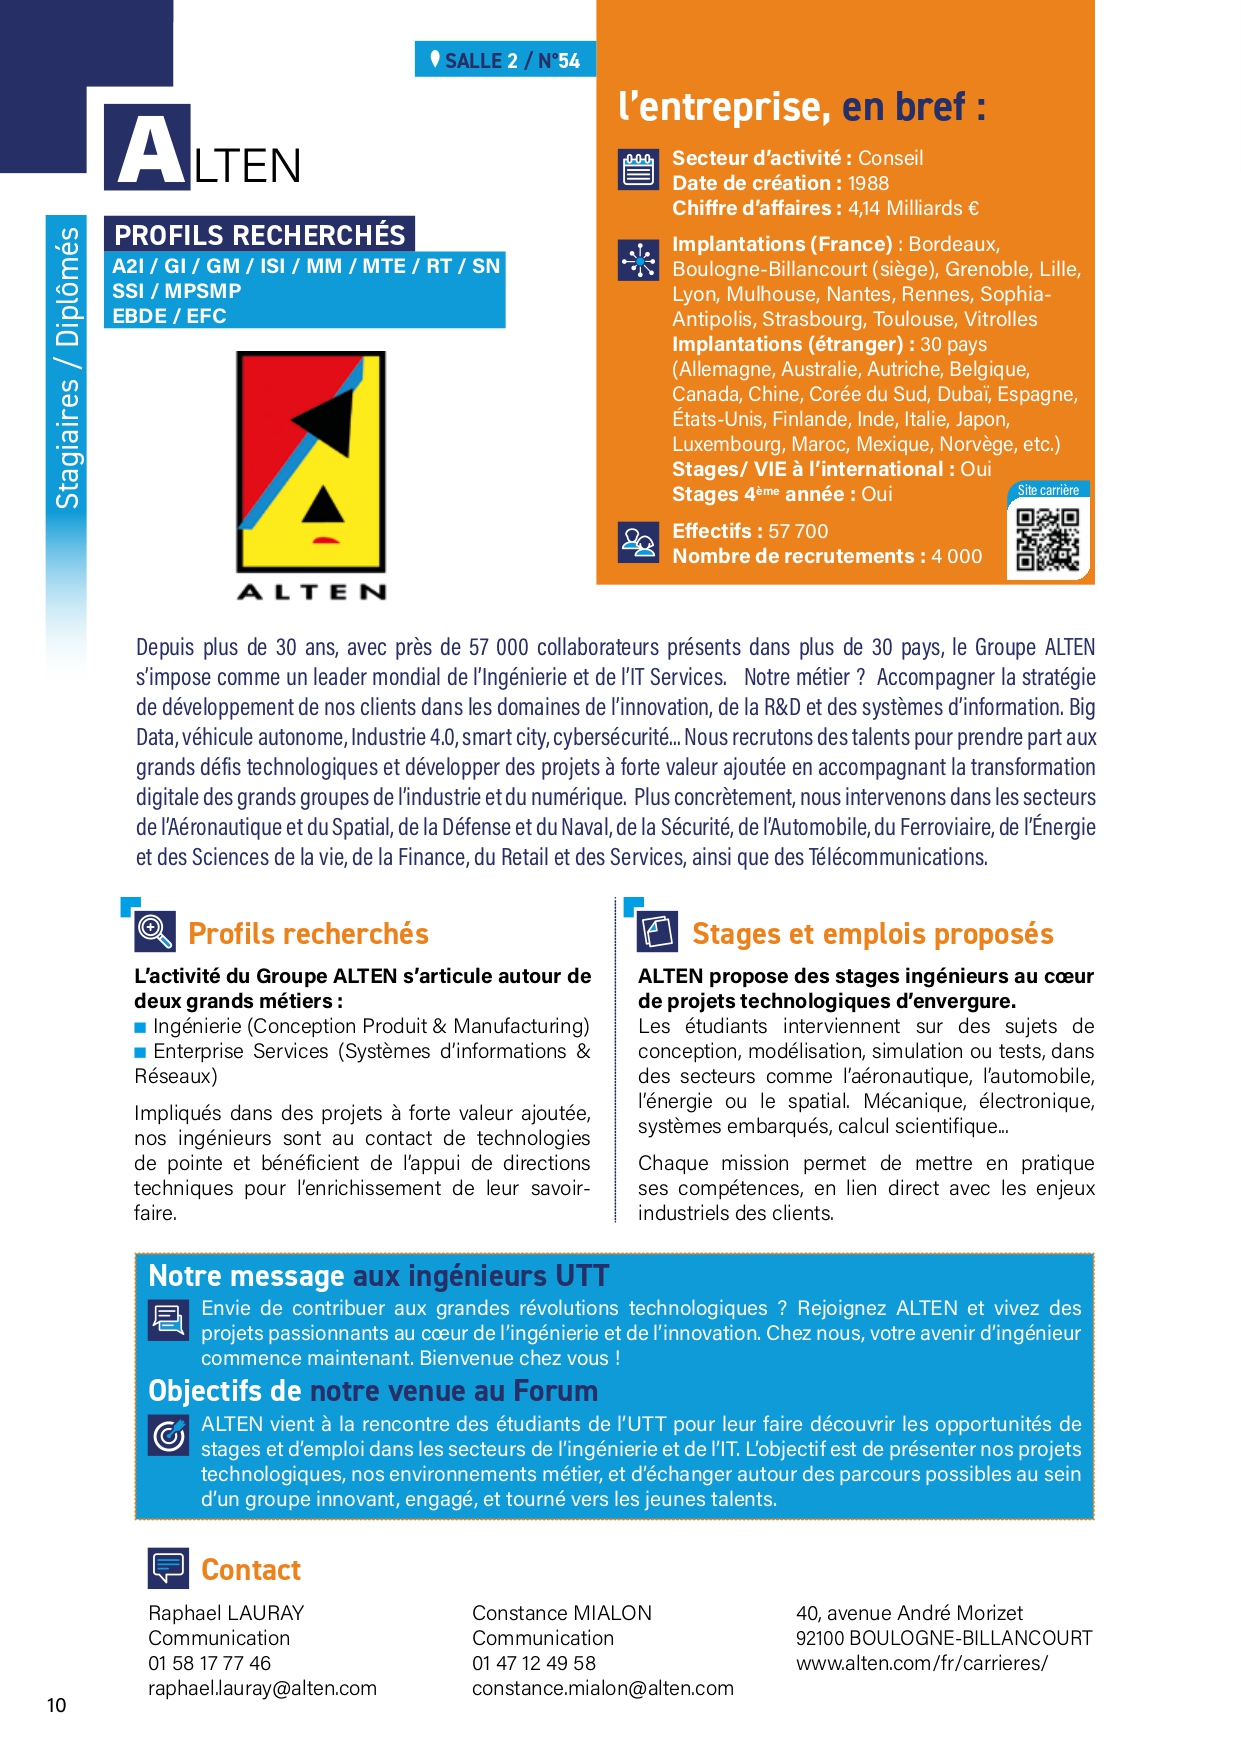 SALLE 2 / N°54
ALTEN
PROFILS RECHERCHÉS
A2I / GI / GM / ISI / MM / MTE / RT / SN
SSI / MPSMP
EBDE / EFC
Stagiaires / Diplômés
ALTEN
l'entreprise, en bref :
Secteur d'activité : Conseil
Date de création : 1988
Chiffre d'affaires : 4,14 Milliards €
Implantations (France) : Bordeaux,
Boulogne-Billancourt (siège), Grenoble, Lille,
Lyon, Mulhouse, Nantes, Rennes, Sophia-
Antipolis, Strasbourg, Toulouse, Vitrolles
Implantations (étranger) : 30 pays
(Allemagne, Australie, Autriche, Belgique,
Canada, Chine, Corée du Sud, Dubaï, Espagne,
États-Unis, Finlande, Inde, Italie, Japon,
Luxembourg, Maroc, Mexique, Norvège, etc.)
Stages/ VIE à l'international : Oui
Stages 4ème année : Oui
Site carrière
Effectifs : 57 700
Nombre de recrutements : 4 000
Depuis plus de 30 ans, avec près de 57 000 collaborateurs présents dans plus de 30 pays, le Groupe ALTEN
s'impose comme un leader mondial de l'Ingénierie et de l'IT Services. Notre métier ? Accompagner la stratégie
de développement de nos clients dans les domaines de l'innovation, de la R&D et des systèmes d'information. Big
Data, véhicule autonome, Industrie 4.0, smart city, cybersécurité... Nous recrutons des talents pour prendre part aux
grands défis technologiques et développer des projets à forte valeur ajoutée en accompagnant la transformation
digitale des grands groupes de l'industrie et du numérique. Plus concrètement, nous intervenons dans les secteurs
de l'Aéronautique et du Spatial, de la Défense et du Naval, de la Sécurité, de l'Automobile, du Ferroviaire, de l'Énergie
et des Sciences de la vie, de la Finance, du Retail et des Services, ainsi que des Télécommunications.
Profils recherchés
L'activité du Groupe ALTEN s'articule autour de
deux grands métiers :
Ingénierie (Conception Produit & Manufacturing)
Enterprise Services (Systèmes d'informations &
Réseaux)
Impliqués dans des projets à forte valeur ajoutée,
nos ingénieurs sont au contact de technologies
de pointe et bénéficient de l'appui de directions
techniques pour l'enrichissement de leur savoir-
faire.
Stages et emplois proposés
ALTEN propose des stages ingénieurs au cœur
de projets technologiques d'envergure.
Les étudiants interviennent sur des sujets de
conception, modélisation, simulation ou tests, dans
des secteurs comme l'aéronautique, l'automobile,
l'énergie ou le spatial. Mécanique, électronique,
systèmes embarqués, calcul scientifique...
Chaque mission permet de mettre en pratique
ses compétences, en lien direct avec les enjeux
industriels des clients.
Notre message aux ingénieurs UTT
Envie de contribuer aux grandes révolutions technologiques ? Rejoignez ALTEN et vivez des
projets passionnants au cœur de l'ingénierie et de l'innovation. Chez nous, votre avenir d'ingénieur
commence maintenant. Bienvenue chez vous !
Objectifs de notre venue au Forum
ALTEN vient à la rencontre des étudiants de l'UTT pour leur faire découvrir les opportunités de
stages et d'emploi dans les secteurs de l'ingénierie et de l'IT. L'objectif est de présenter nos projets
technologiques, nos environnements métier, et d'échanger autour des parcours possibles au sein
d'un groupe innovant, engagé, et tourné vers les jeunes talents.
Contact
Raphael LAURAY
Communication
01 58 17 77 46
raphael.lauray@alten.com
Constance MIALON
Communication
01 47 12 49 58
constance.mialon@alten.com
40, avenue André Morizet
92100 BOULOGNE-BILLANCOURT
www.alten.com/fr/carrieres/
10